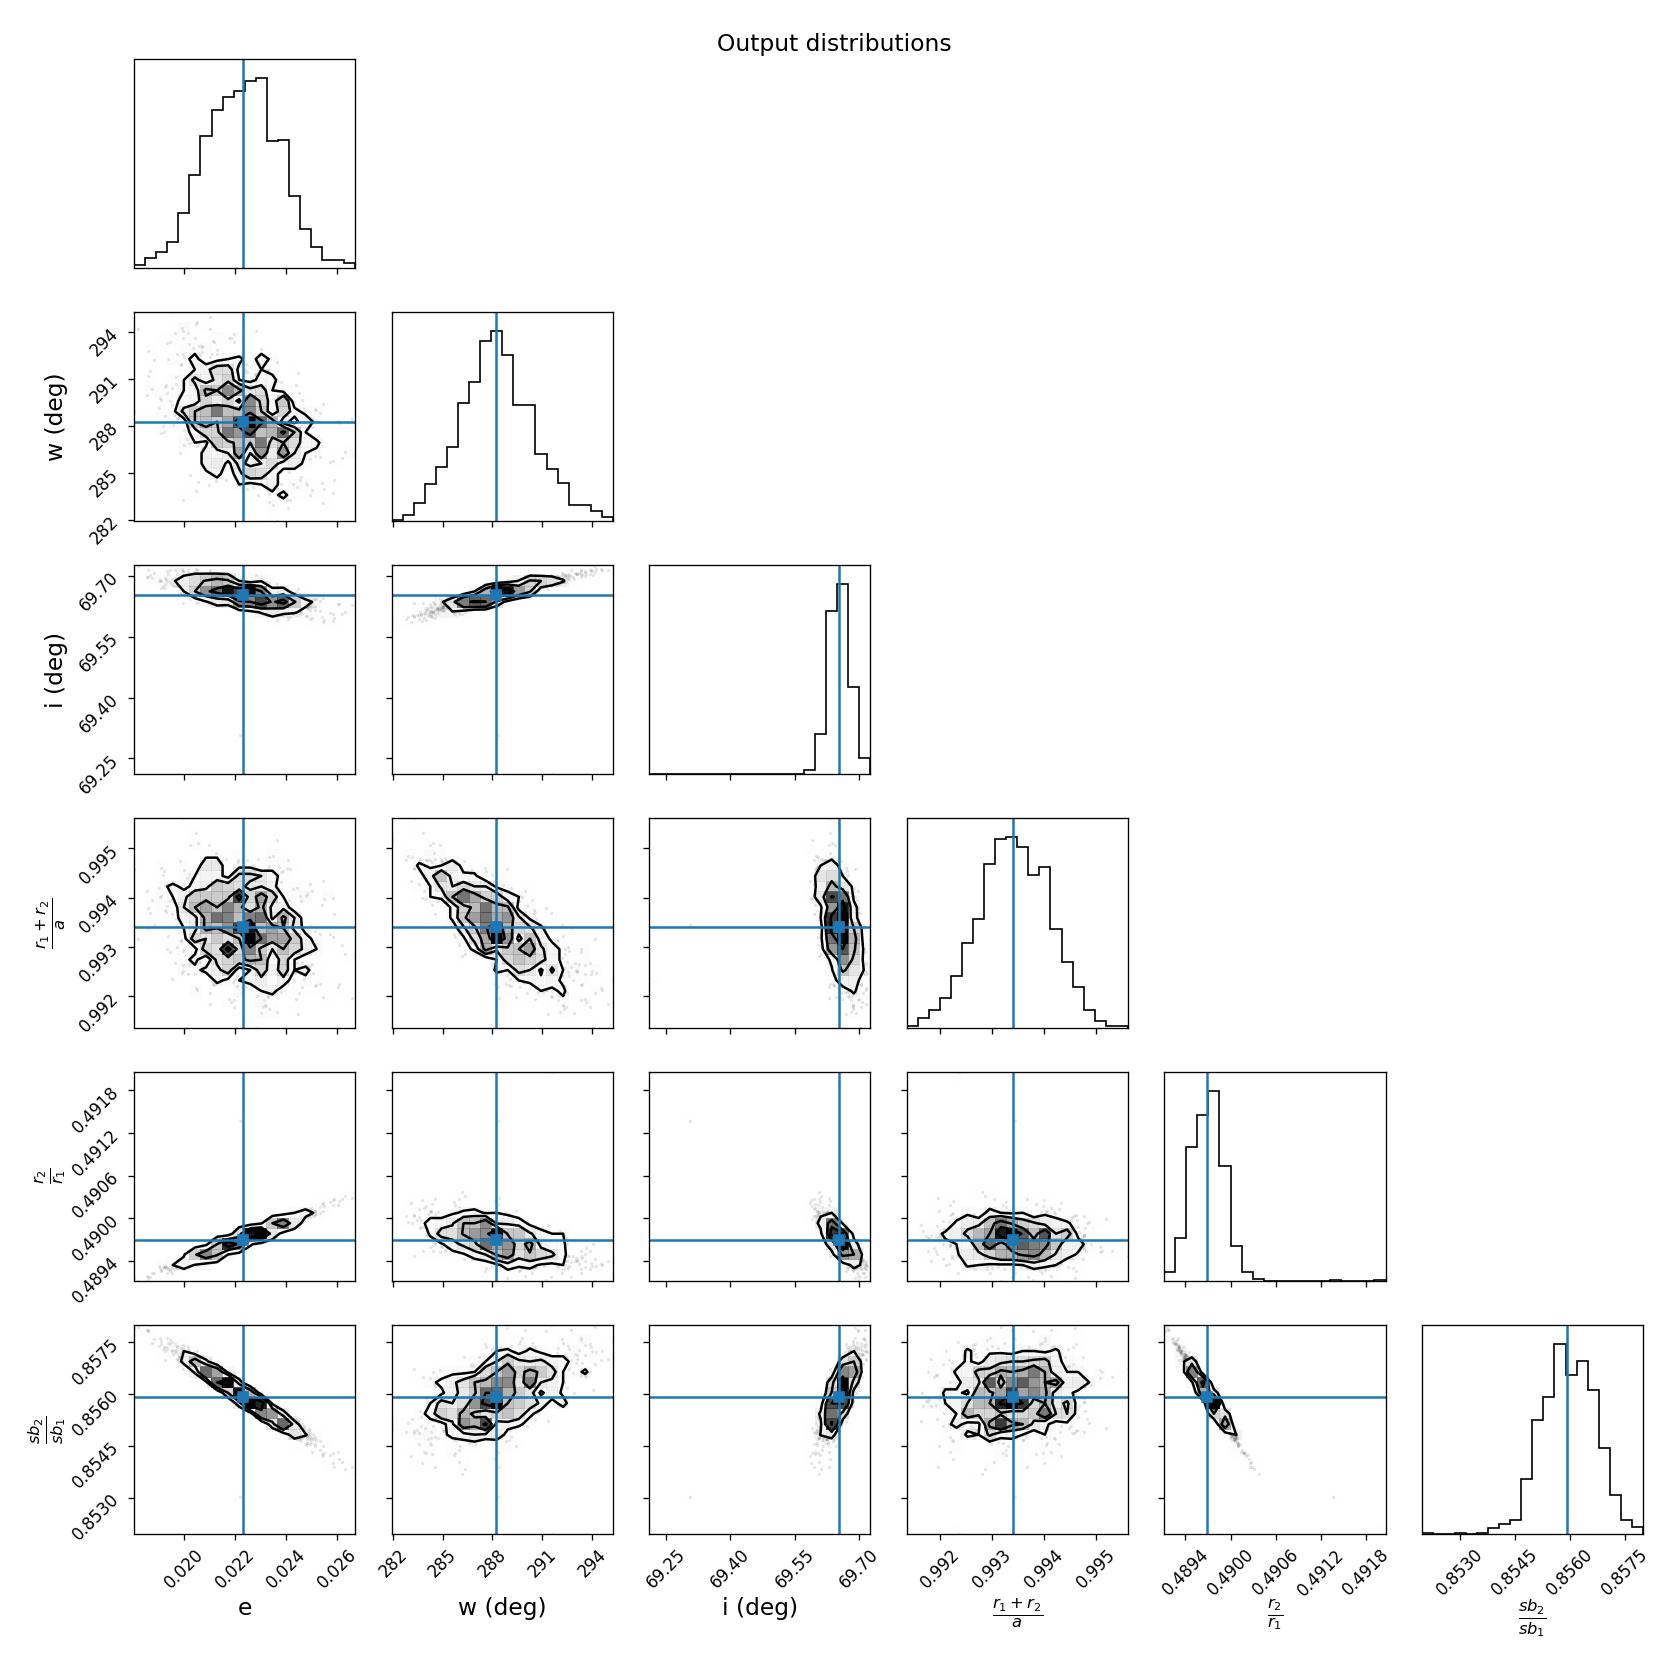 Output distributions
w (deg)
294
291
288
285
282
i (deg)
69.70
69.55
69.40
69.25
r₁ + r₂
a
0.995
0.994
0.993
0.992
r₂
r₁
0.4918
0.4912
0.4906
0.4900
0.4894
sb₂
sb₁
0.8575
0.8560
0.8545
0.8530
0.020 0.022 0.024 0.026
282 285 288 291 294
69.25 69.40 69.55 69.70
0.992 0.993 0.994 0.995
0.4894 0.4900 0.4906 0.4912 0.4918
0.8530 0.8545 0.8560 0.8575
e
w (deg)
i (deg)
r₁ + r₂
a
r₂
r₁
sb₂
sb₁